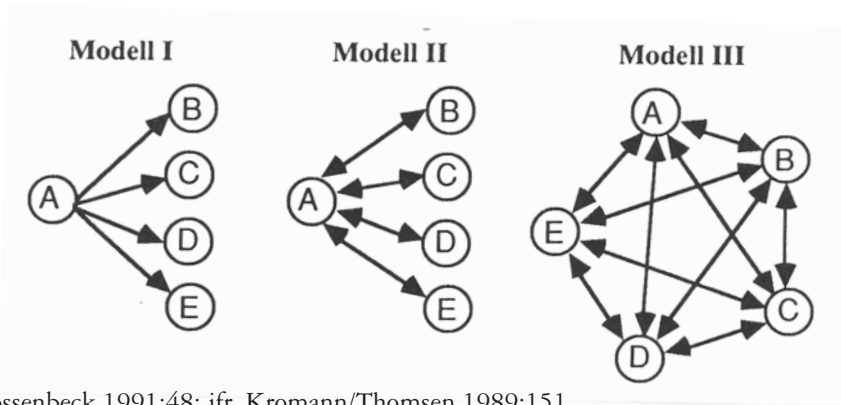 Modell I Modell II Modell III
A
B
C
D
E
A
B
C
D
E
A
B
E
C
D
1991:48; jfr. Kromann/Thomsen 1989:151